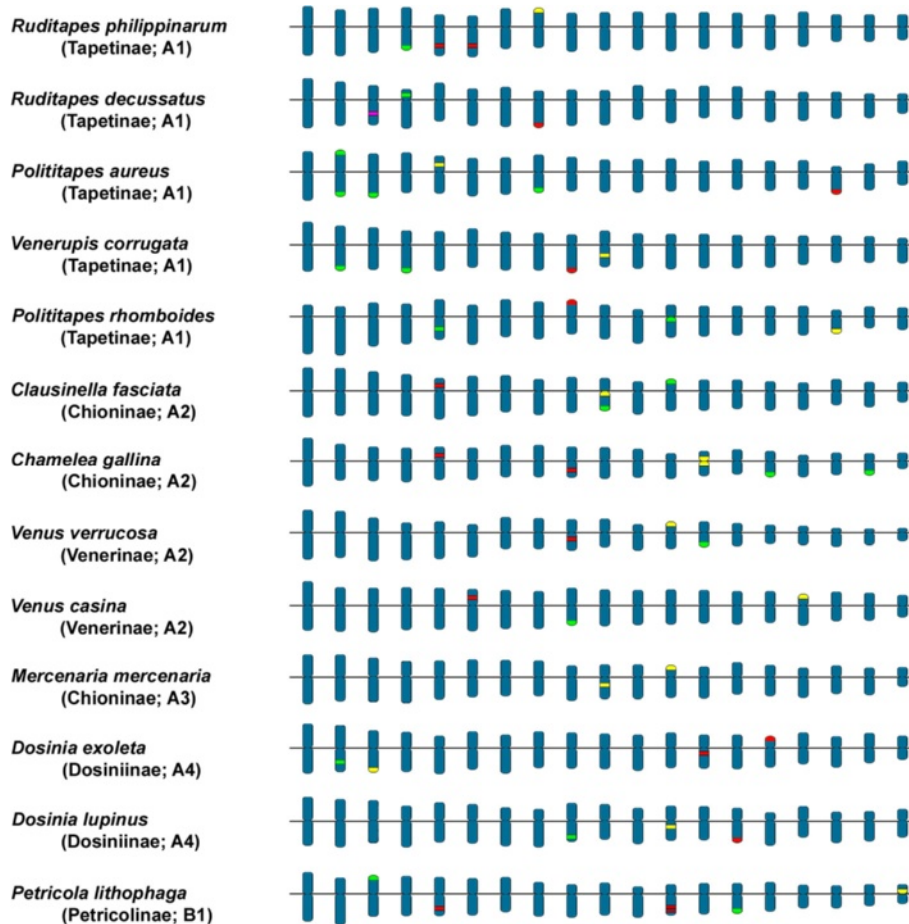 Ruditapes philippinarum
(Tapetinae; A1)
Ruditapes decussatus
(Tapetinae; A1)
Polititapes aureus
(Tapetinae; A1)
Venerupis corrugata
(Tapetinae; A1)
Polititapes rhomboides
(Tapetinae; A1)
Clausinella fasciata
(Chioninae; A2)
Chamelea gallina
(Chioninae; A2)
Venus verrucosa
(Venerinae; A2)
Venus casina
(Venerinae; A2)
Mercenaria mercenaria
(Chioninae; A3)
Dosinia exoleta
(Dosiniinae; A4)
Dosinia lupinus
(Dosiniinae; A4)
Petricola lithophaga
(Petricolinae; B1)